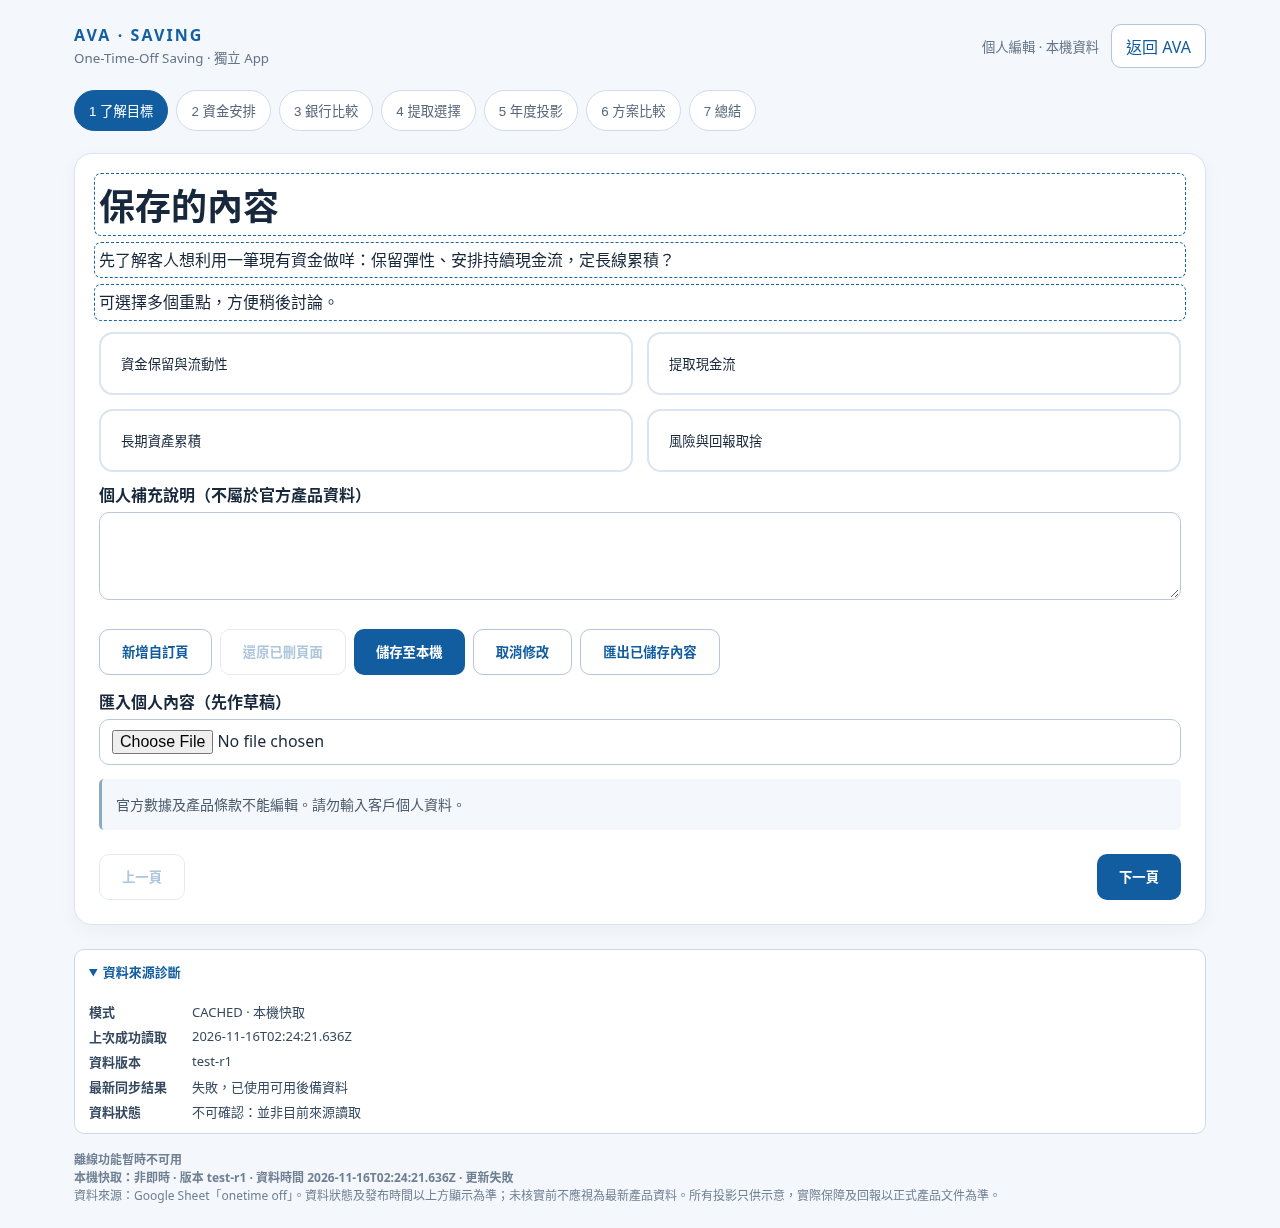 AVA · SAVING
One-Time-Off Saving · 獨立 App
個人編輯 · 本機資料
返回 AVA
1 了解目標
2 資金安排
3 銀行比較
4 提取選擇
5 年度投影
6 方案比較
7 總結
保存的內容
先了解客人想利用一筆現有資金做咩：保留彈性、安排持續現金流，定長線累積？
可選擇多個重點，方便稍後討論。
資金保留與流動性
提取現金流
長期資產累積
風險與回報取捨
個人補充說明（不屬於官方產品資料）
新增自訂頁
還原已刪頁面
儲存至本機
取消修改
匯出已儲存內容
匯入個人內容（先作草稿）
Choose File No file chosen
官方數據及產品條款不能編輯。請勿輸入客戶個人資料。
上一頁
下一頁
▼ 資料來源診斷
模式 CACHED · 本機快取
上次成功讀取 2026-11-16T02:24:21.636Z
資料版本 test-r1
最新同步結果 失敗，已使用可用後備資料
資料狀態 不可確認：並非目前來源讀取
離線功能暫時不可用
本機快取：非即時 · 版本 test-r1 · 資料時間 2026-11-16T02:24:21.636Z · 更新失敗
資料來源：Google Sheet「onetime off」。資料狀態及發布時間以上方顯示為準；未核實前不應視為最新產品資料。所有投影只供示意，實際保障及回報以正式產品文件為準。